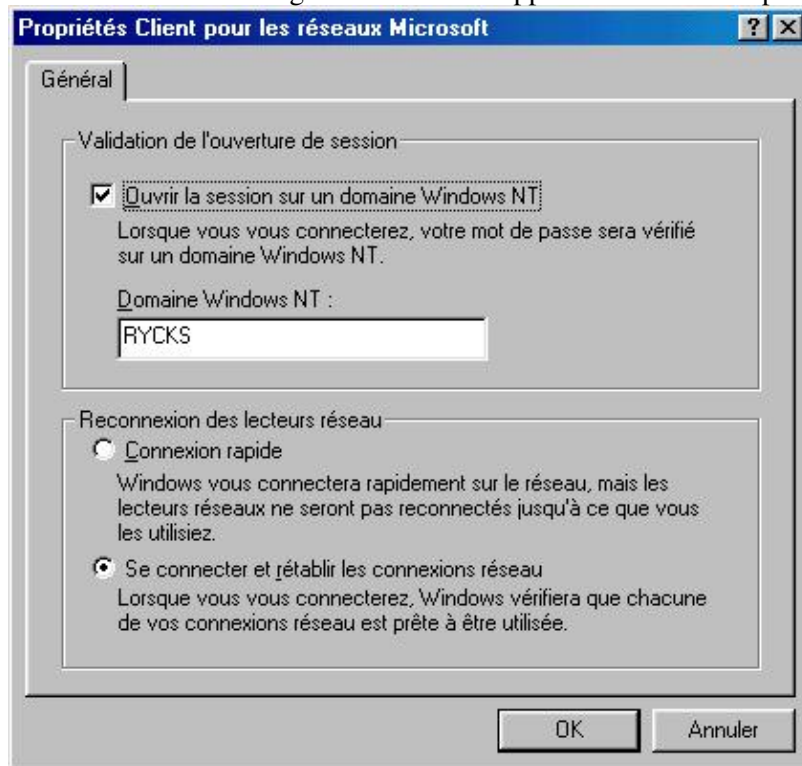 Propriétés Client pour les réseaux Microsoft
Général
Validation de l'ouverture de session
Ouvrir la session sur un domaine Windows NT
Lorsque vous vous connecterez, votre mot de passe sera vérifié
sur un domaine Windows NT.
Domaine Windows NT :
RYCKS
Reconnexion des lecteurs réseau
Connexion rapide
Windows vous connectera rapidement sur le réseau, mais les
lecteurs réseaux ne seront pas reconnectés jusqu'à ce que vous
les utilisiez.
Se connecter et rétablir les connexions réseau
Lorsque vous vous connecterez, Windows vérifiera que chacune
de vos connexions réseau est prête à être utilisée.
OK Annuler